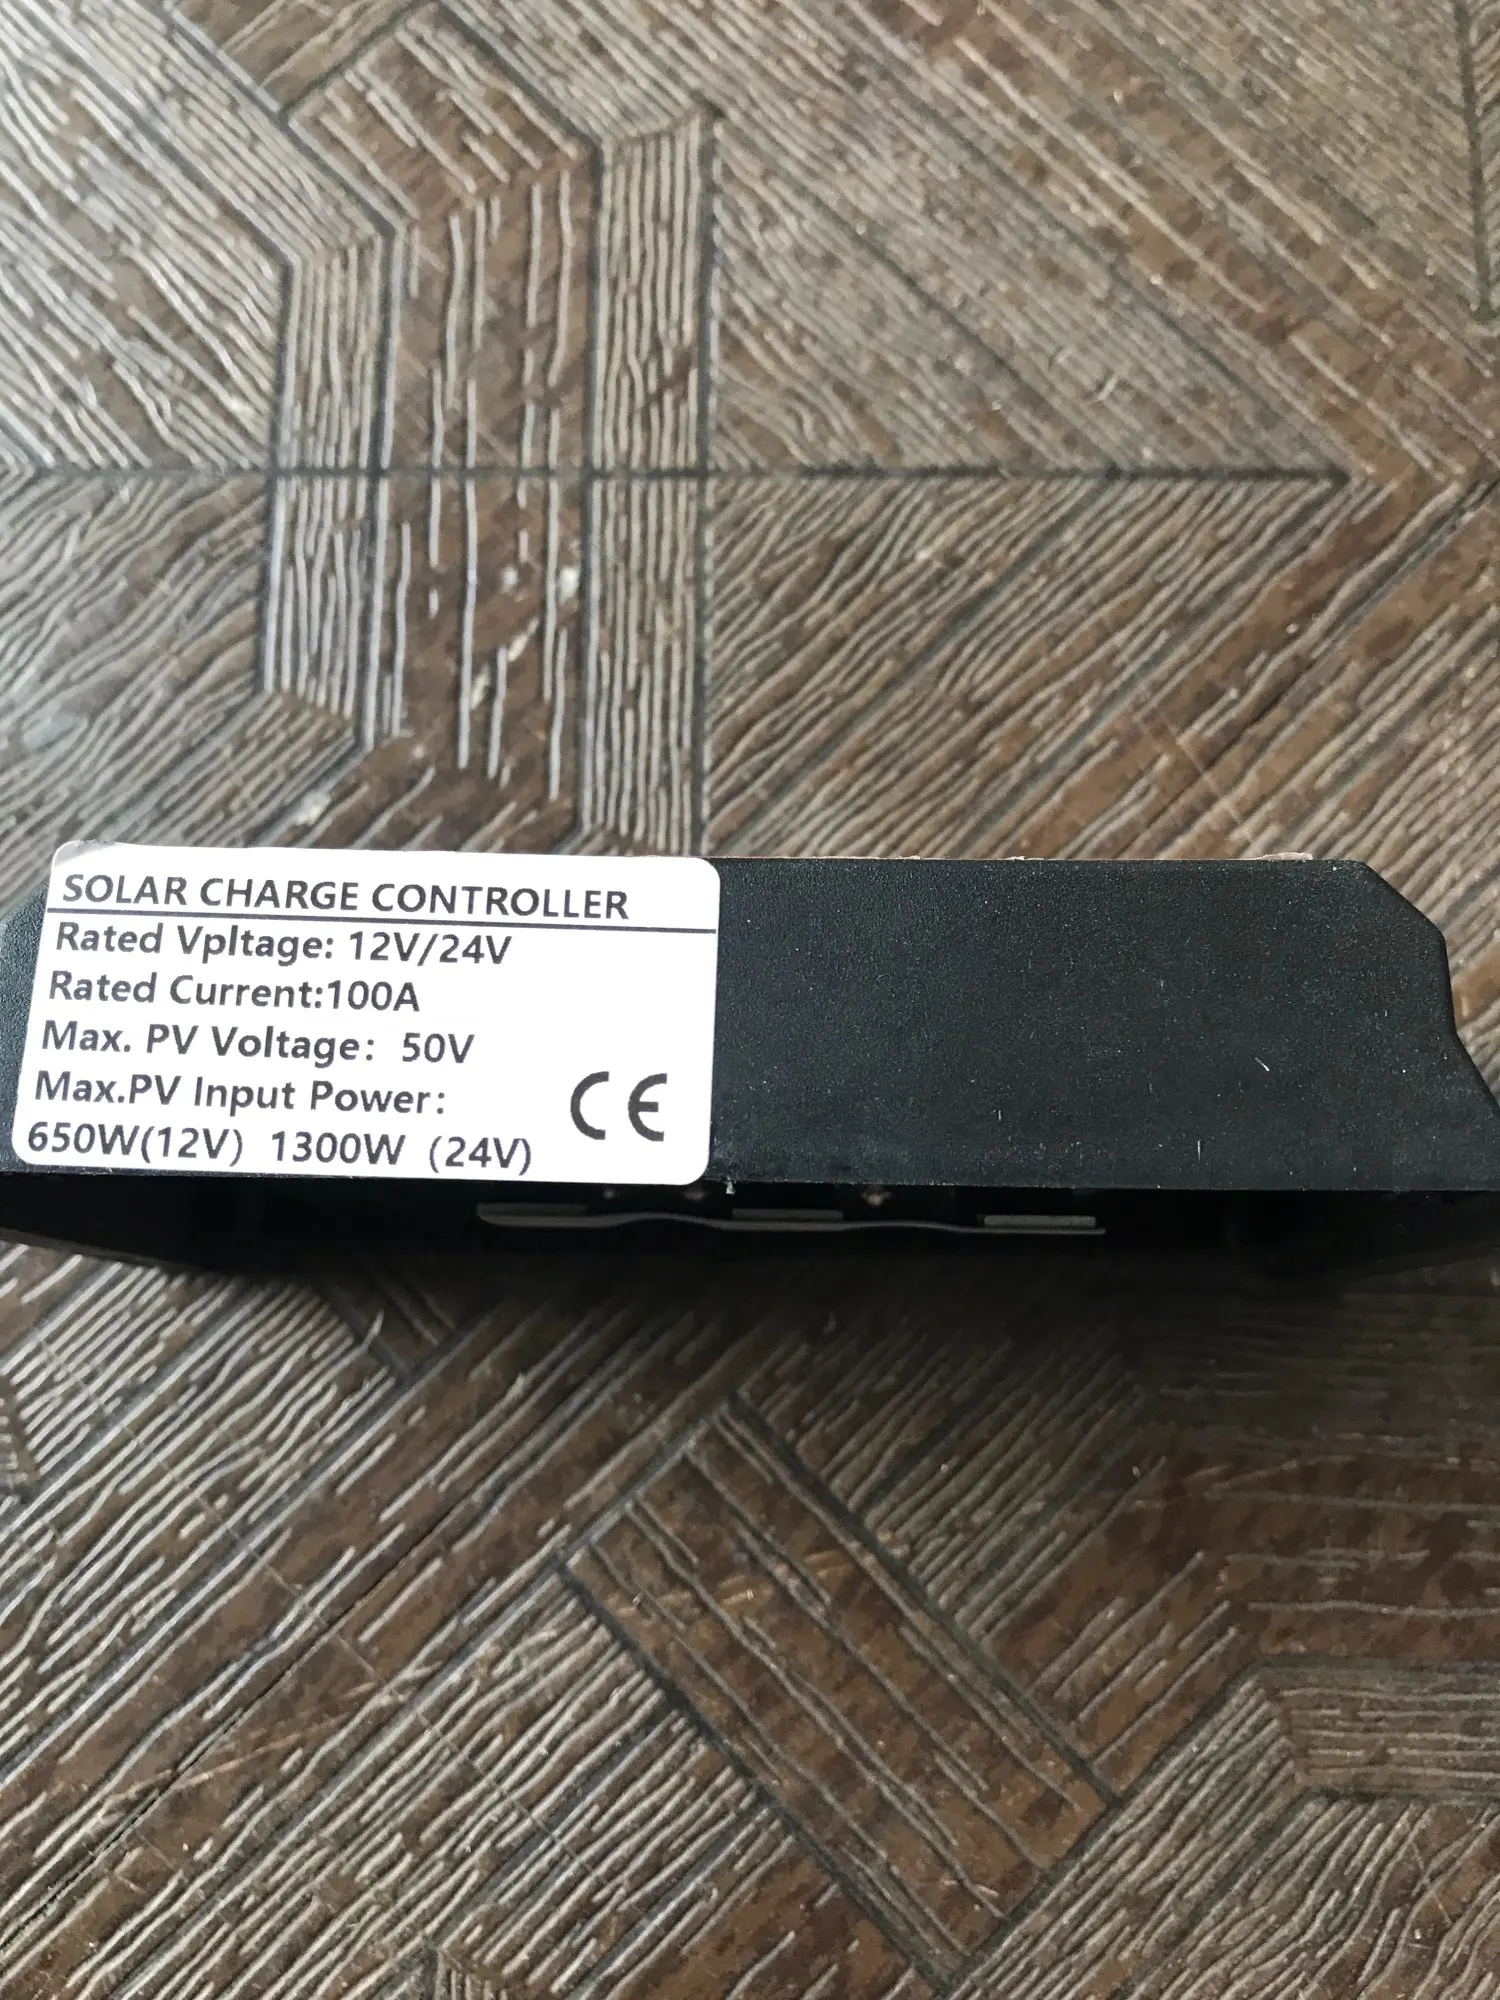 SOLAR CHARGE CONTROLLER
Rated Vpltage: 12V/24V
Rated Current:100A
Max. PV Voltage: 50V
Max.PV Input Power:
650W(12V) 1300W (24V)
CE